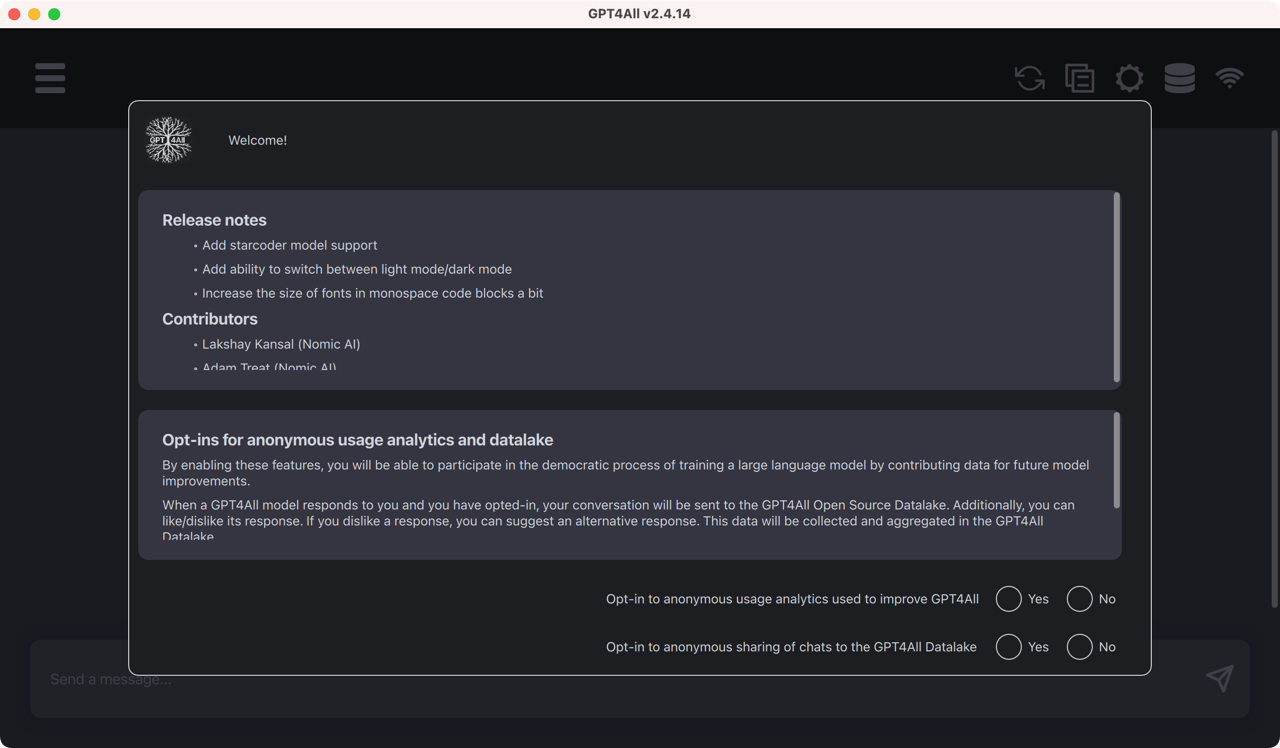 GPT4All v2.4.14
GPT 4All
Welcome!
Release notes
• Add starcoder model support
• Add ability to switch between light mode/dark mode
• Increase the size of fonts in monospace code blocks a bit
Contributors
• Lakshay Kansal (Nomic AI)
• Adam Treat (Nomic AI)
Opt-ins for anonymous usage analytics and datalake
By enabling these features, you will be able to participate in the democratic process of training a large language model by contributing data for future model
improvements.
When a GPT4All model responds to you and you have opted-in, your conversation will be sent to the GPT4All Open Source Datalake. Additionally, you can
like/dislike its response. If you dislike a response, you can suggest an alternative response. This data will be collected and aggregated in the GPT4All
Datalake
Opt-in to anonymous usage analytics used to improve GPT4All Yes No
Opt-in to anonymous sharing of chats to the GPT4All Datalake Yes No
Send a message...